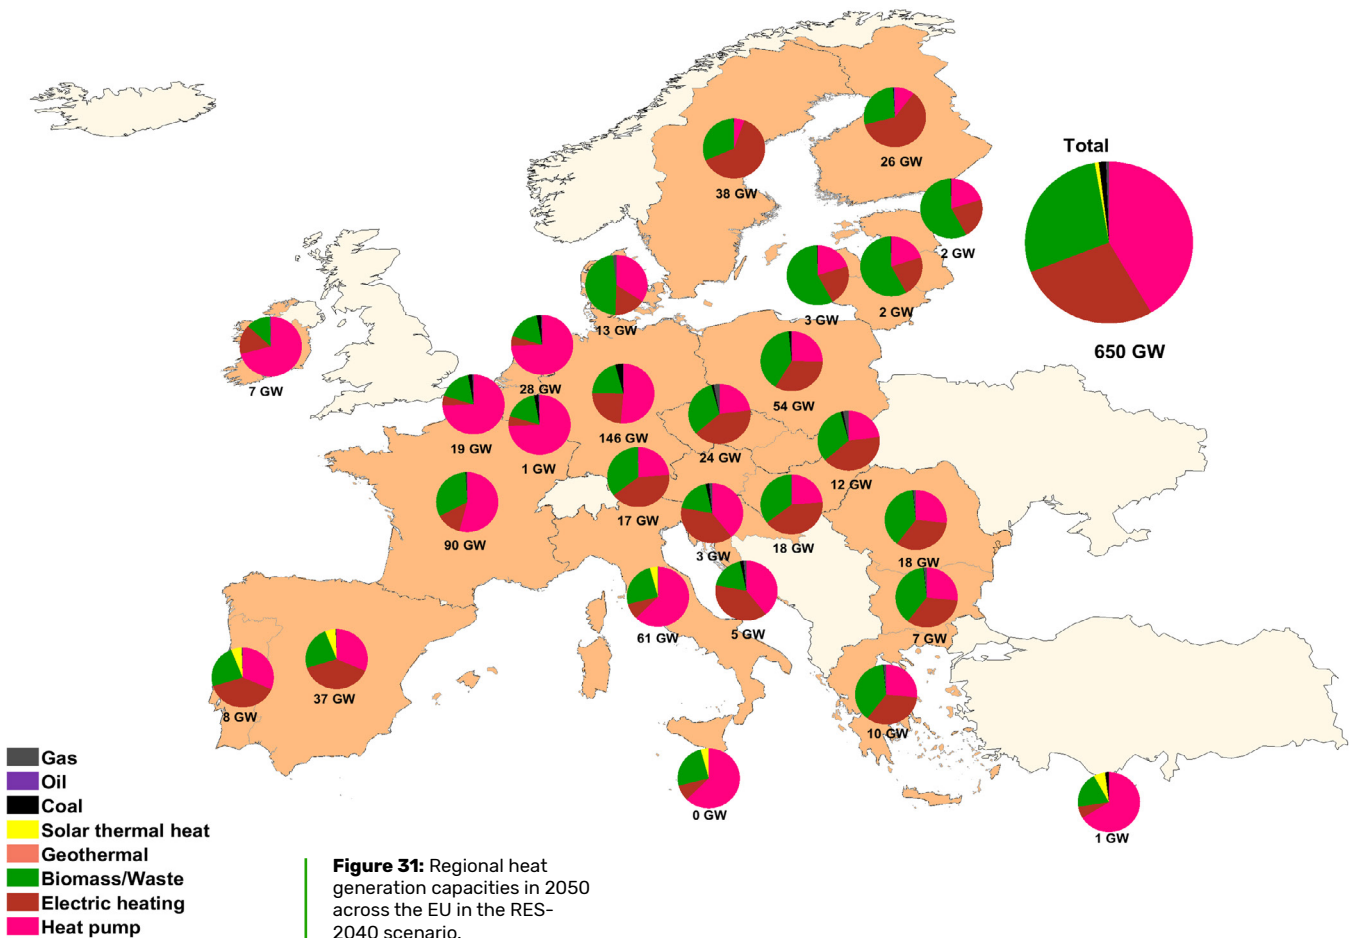 Total
26 GW
38 GW
2 GW
13 GW
3 GW
2 GW
650 GW
7 GW
28 GW
54 GW
19 GW
1 GW
146 GW
24 GW
12 GW
90 GW
17 GW
3 GW
18 GW
18 GW
61 GW
5 GW
7 GW
8 GW
37 GW
10 GW
0 GW
1 GW
Gas
Oil
Coal
Solar thermal heat
Geothermal
Biomass/Waste
Electric heating
Heat pump
Figure 31: Regional heat
generation capacities in 2050
across the EU in the RES-
2040 scenario.